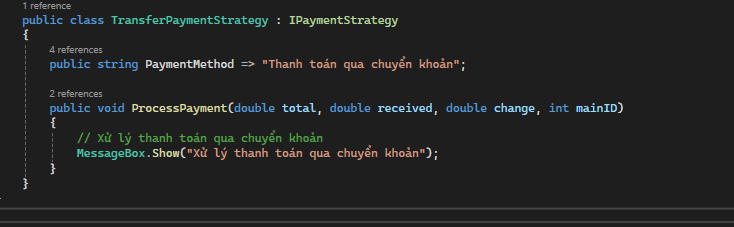 1 reference
public class TransferPaymentStrategy : IPaymentStrategy
{
4 references
public string PaymentMethod => "Thanh toán qua chuyển khoản";
2 references
public void ProcessPayment(double total, double received, double change, int mainID)
{
// Xử lý thanh toán qua chuyển khoản
MessageBox.Show("Xử lý thanh toán qua chuyển khoản");
}
}